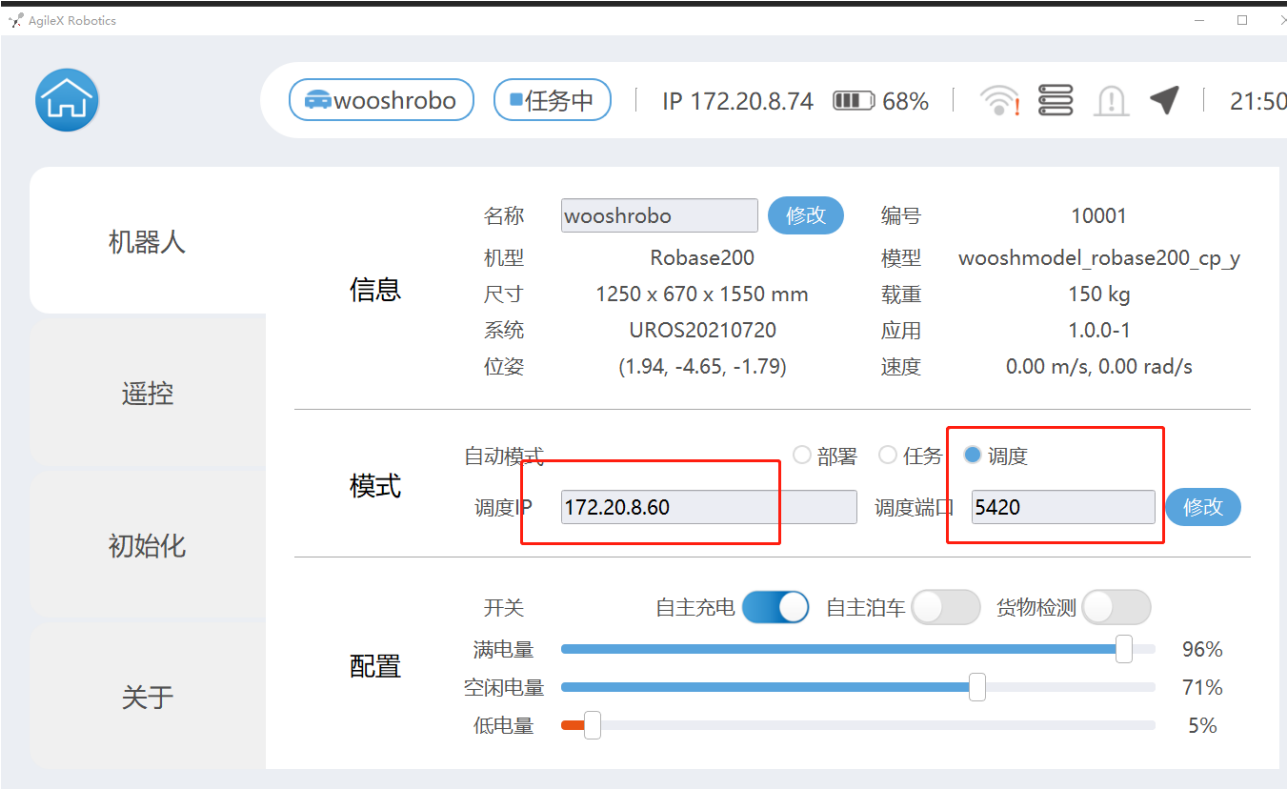 AgileX Robotics
wooshrobo 任务中 IP 172.20.8.74 68% 21:50
机器人
遥控
初始化
关于
信息
名称 wooshrobo 修改 编号 10001
机型 Robase200 模型 wooshmodel_robase200_cp_y
尺寸 1250 x 670 x 1550 mm 载重 150 kg
系统 UROS20210720 应用 1.0.0-1
位姿 (1.94, -4.65, -1.79) 速度 0.00 m/s, 0.00 rad/s
模式
自动模式 部署 任务 调度
调度IP 172.20.8.60 调度端口 5420 修改
配置
开关 自主充电 自主泊车 货物检测
满电量 96%
空闲电量 71%
低电量 5%